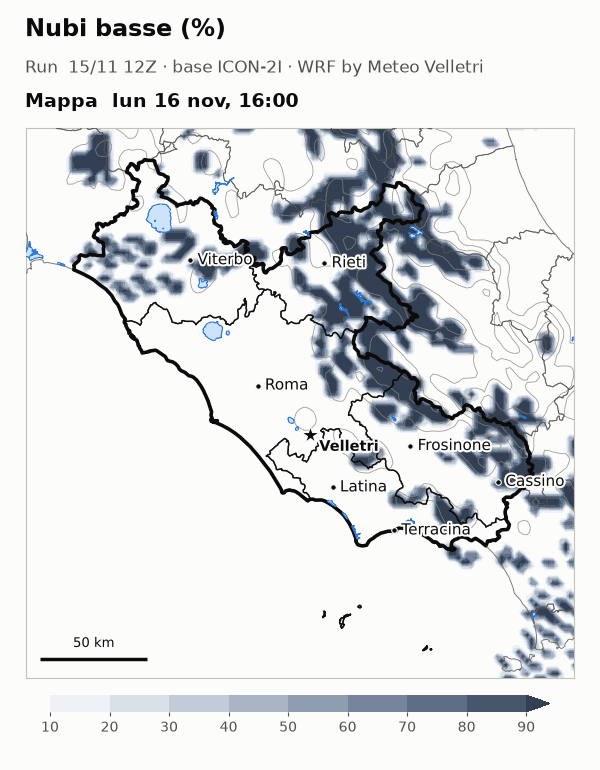 Nubi basse (%)
Run 15/11 12Z · base ICON-2I · WRF by Meteo Velletri
Mappa lun 16 nov, 16:00
Viterbo
Rieti
Roma
Velletri
Frosinone
Cassino
Latina
Terracina
50 km
10 20 30 40 50 60 70 80 90